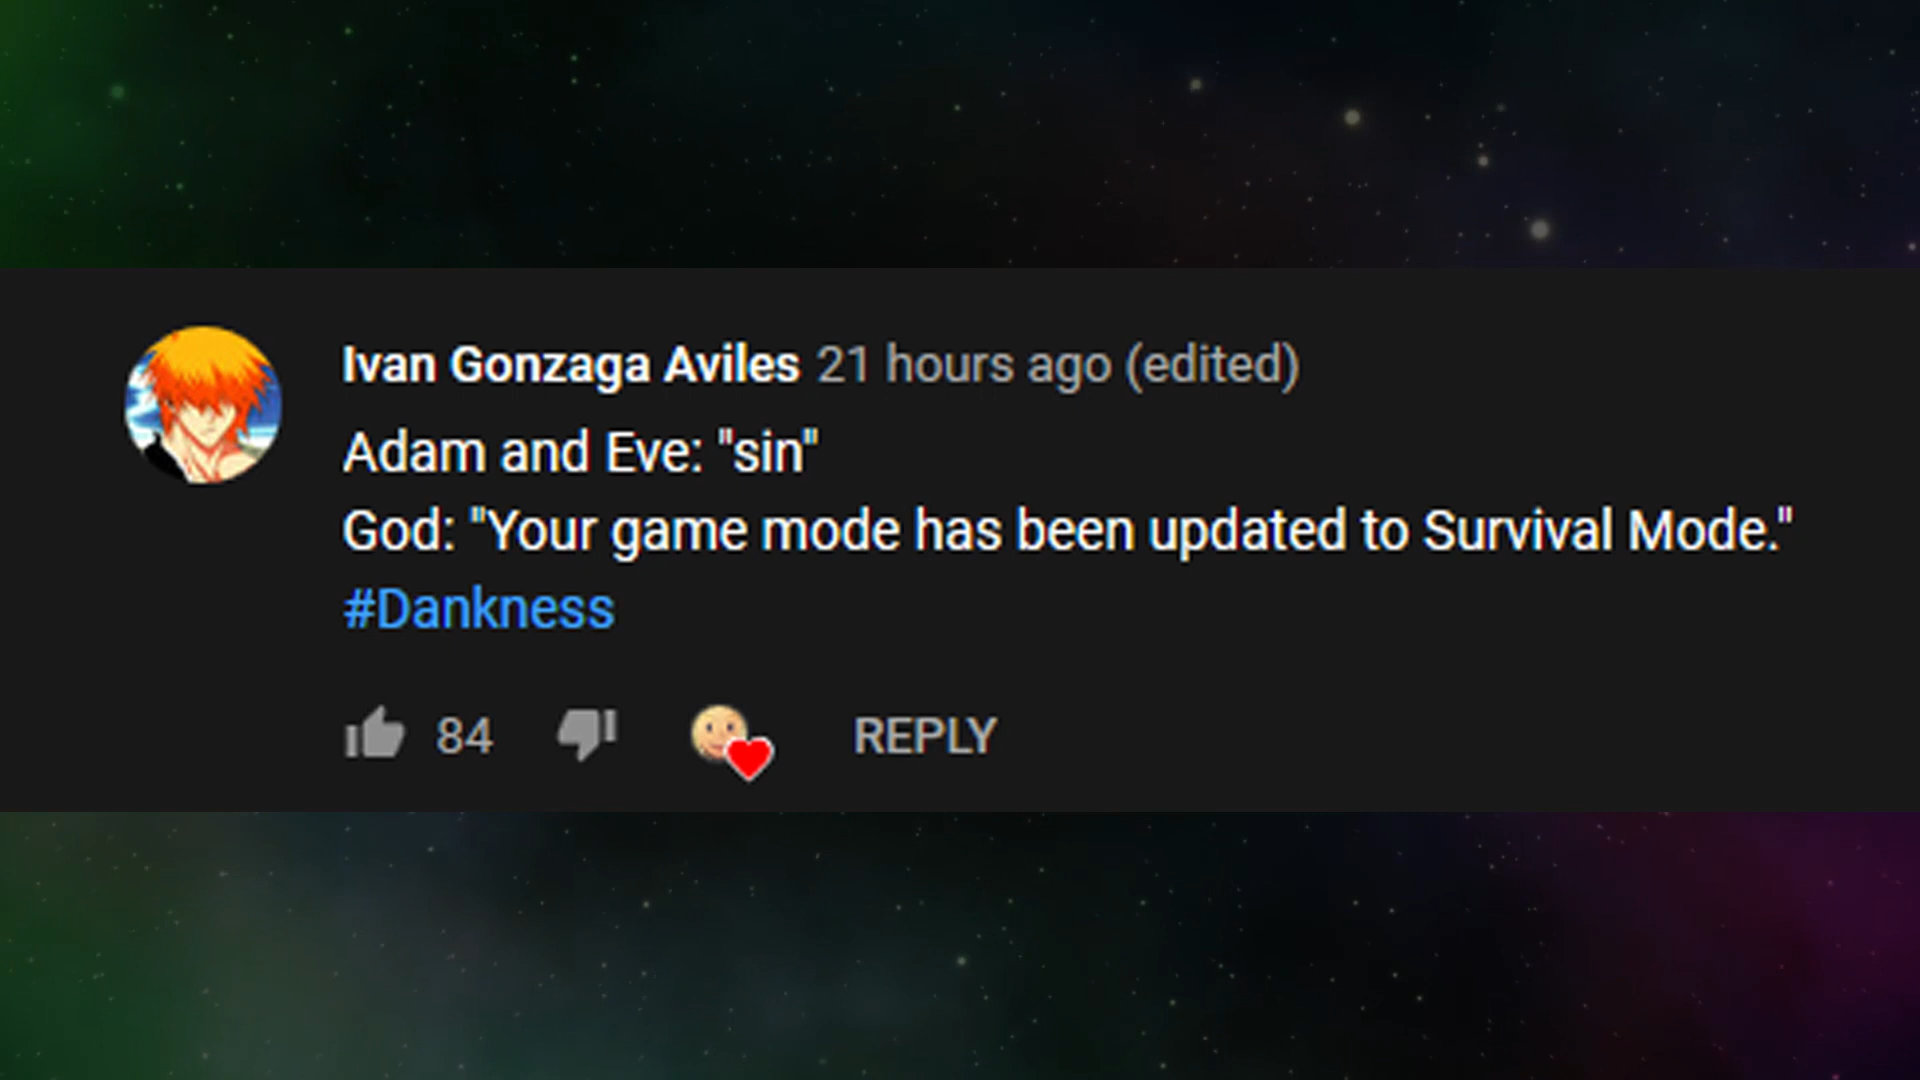 Ivan Gonzaga Aviles 21 hours ago (edited)
Adam and Eve: "sin"
God: "Your game mode has been updated to Survival Mode."
#Dankness
84 REPLY